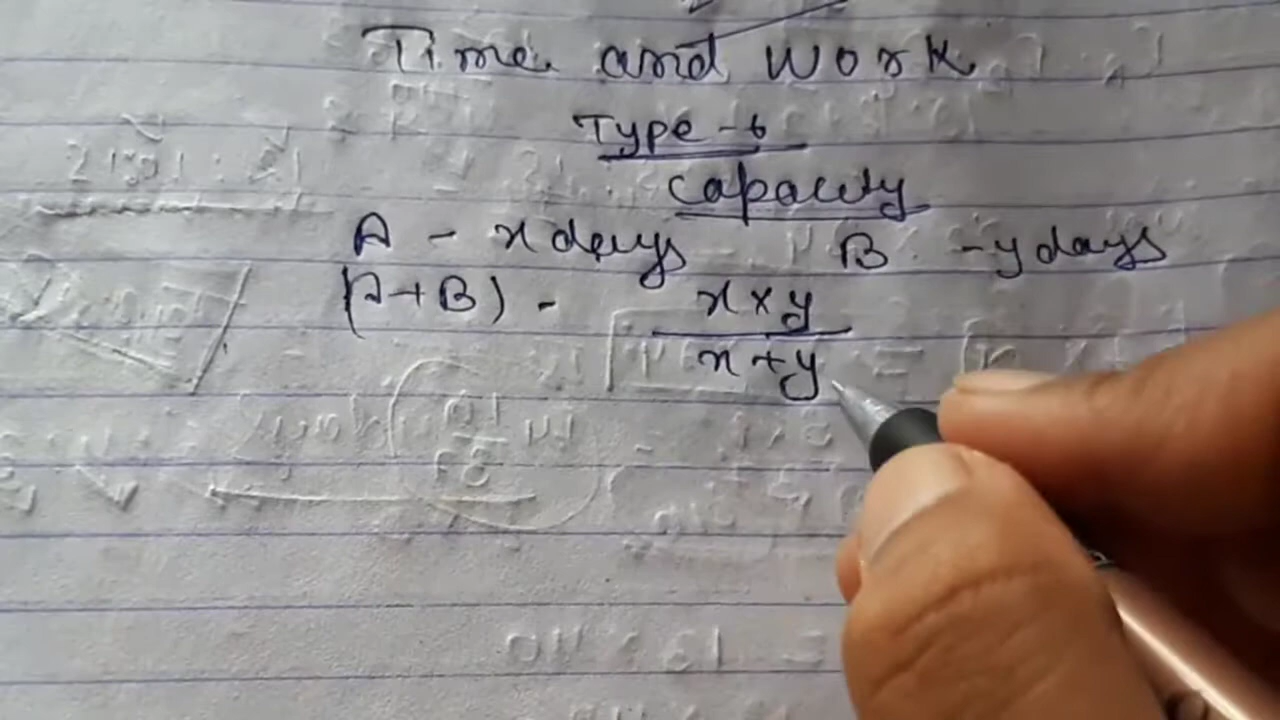 Time and Work
Type - 6
Capacity
A - x days B - y days
(A+B) - x × y
x + y